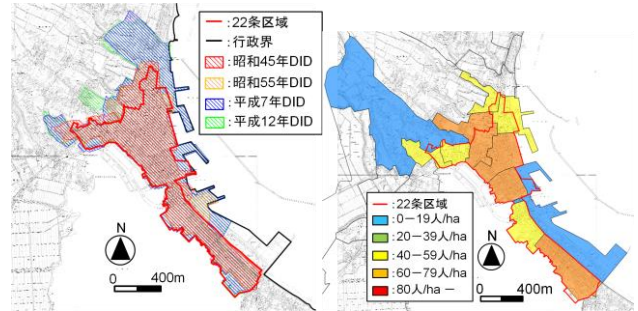 :22条区域
:行政界
:昭和45年DID
:昭和55年DID
:平成7年DID
:平成12年DID
N
0 400m
:22条区域
:0-19人/ha
:20-39人/ha
:40-59人/ha
:60-79人/ha
:80人/ha -
N
0 400m